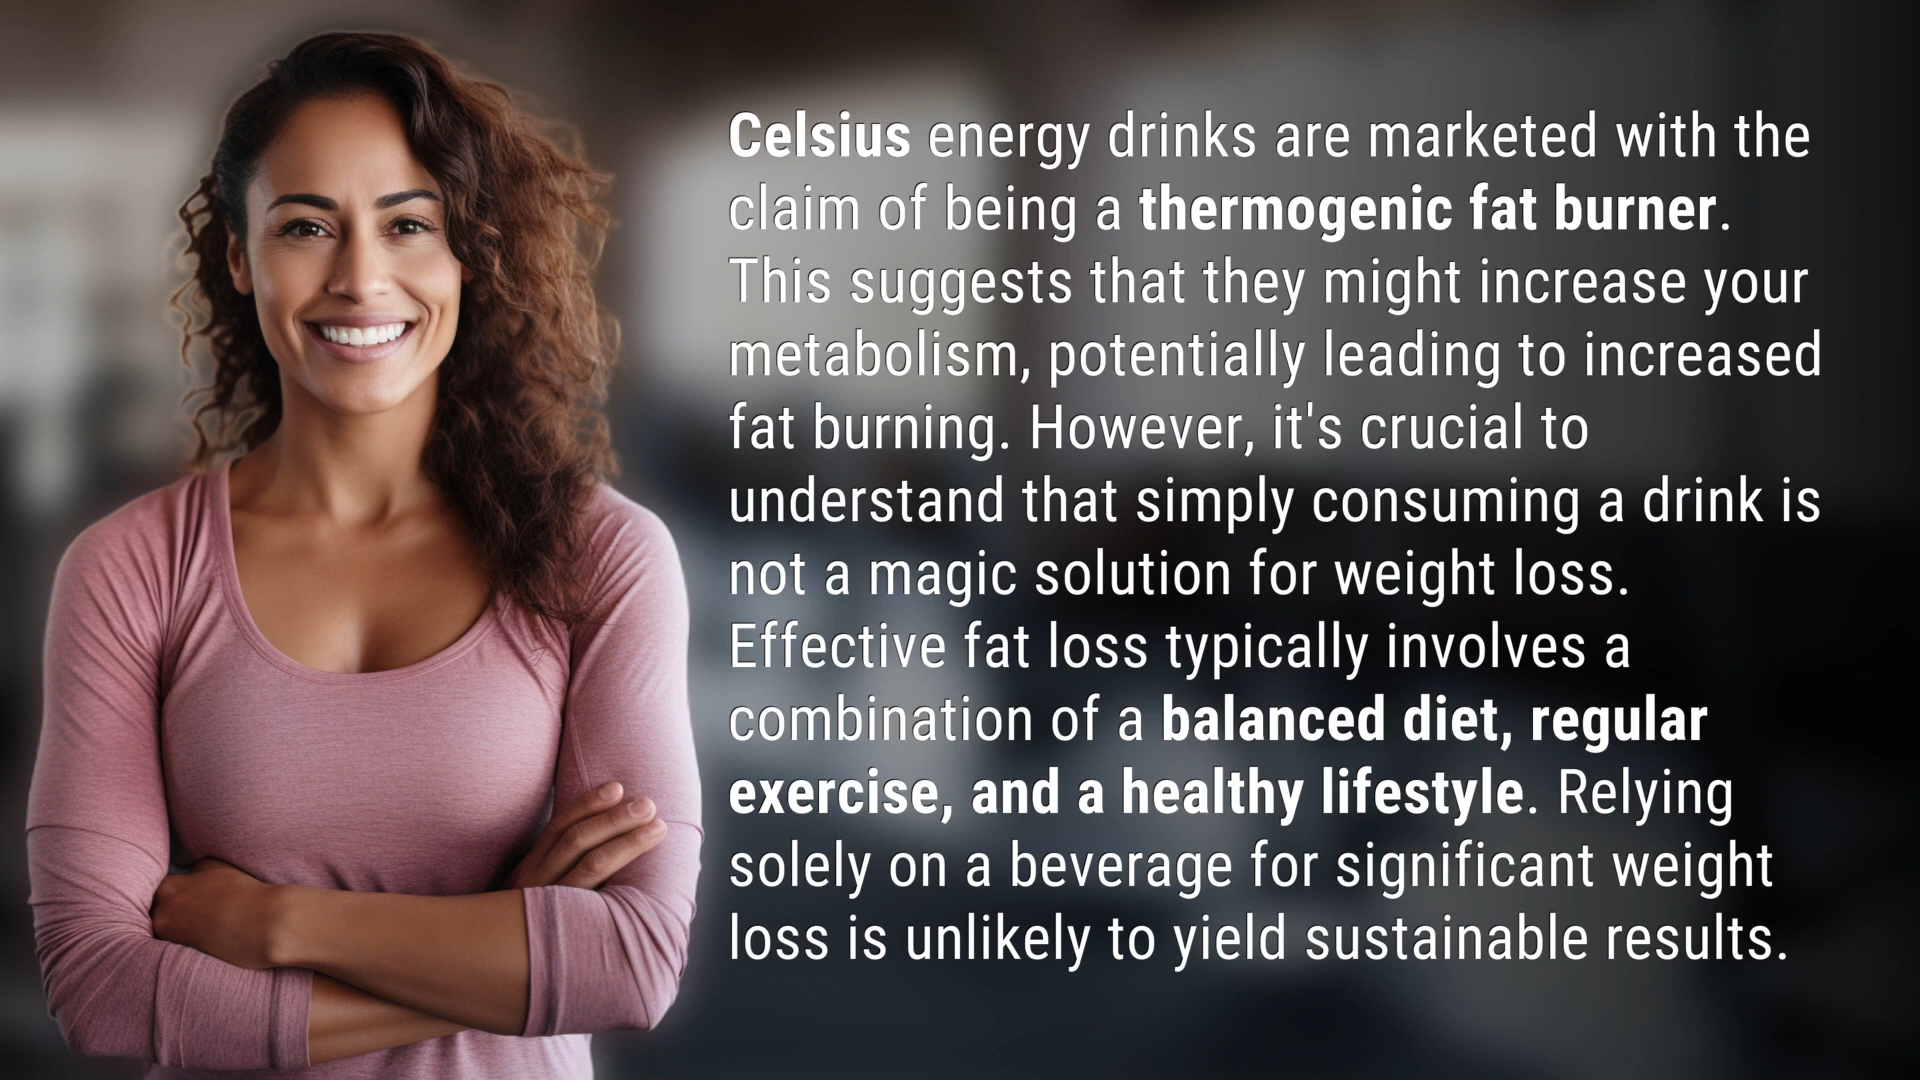 Celsius energy drinks are marketed with the
claim of being a thermogenic fat burner.
This suggests that they might increase your
metabolism, potentially leading to increased
fat burning. However, it's crucial to
understand that simply consuming a drink is
not a magic solution for weight loss.
Effective fat loss typically involves a
combination of a balanced diet, regular
exercise, and a healthy lifestyle. Relying
solely on a beverage for significant weight
loss is unlikely to yield sustainable results.